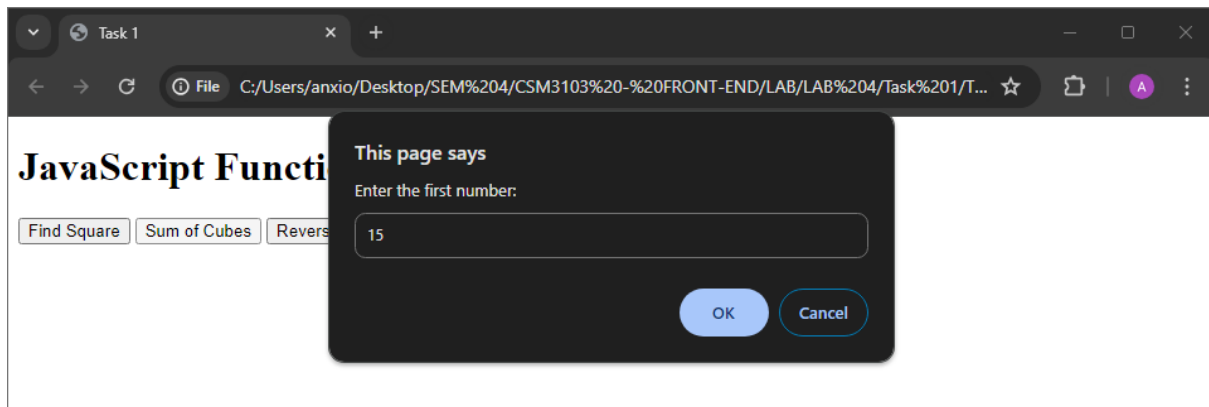 Task 1
File C:/Users/anxio/Desktop/SEM%204/CSM3103%20-%20FRONT-END/LAB/LAB%204/Task%201/T...
A
This page says
JavaScript Functi
Enter the first number:
Find Square Sum of Cubes Revers
15
OK Cancel